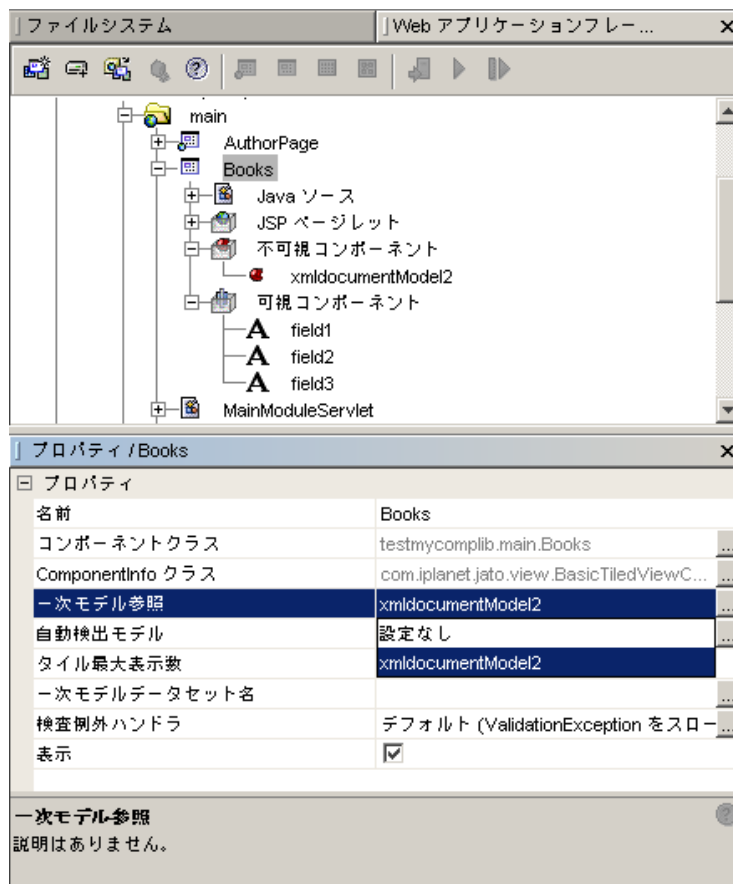 ファイルシステム
Web アプリケーションフレー...
main
AuthorPage
Books
Java ソース
JSP ページレット
不可視コンポーネント
xmldocumentModel2
可視コンポーネント
field1
field2
field3
MainModuleServlet
プロパティ / Books
プロパティ
名前 Books
コンポーネントクラス testmycomplib.main.Books ...
ComponentInfo クラス com.iplanet.jato.view.BasicTiledViewC... ...
一次モデル参照 xmldocumentModel2 ...
自動検出モデル 設定なし ...
タイル最大表示数 xmldocumentModel2
一次モデルデータセット名 ...
検査例外ハンドラ デフォルト (ValidationException をスロー ...
表示
一次モデル参照
説明はありません。